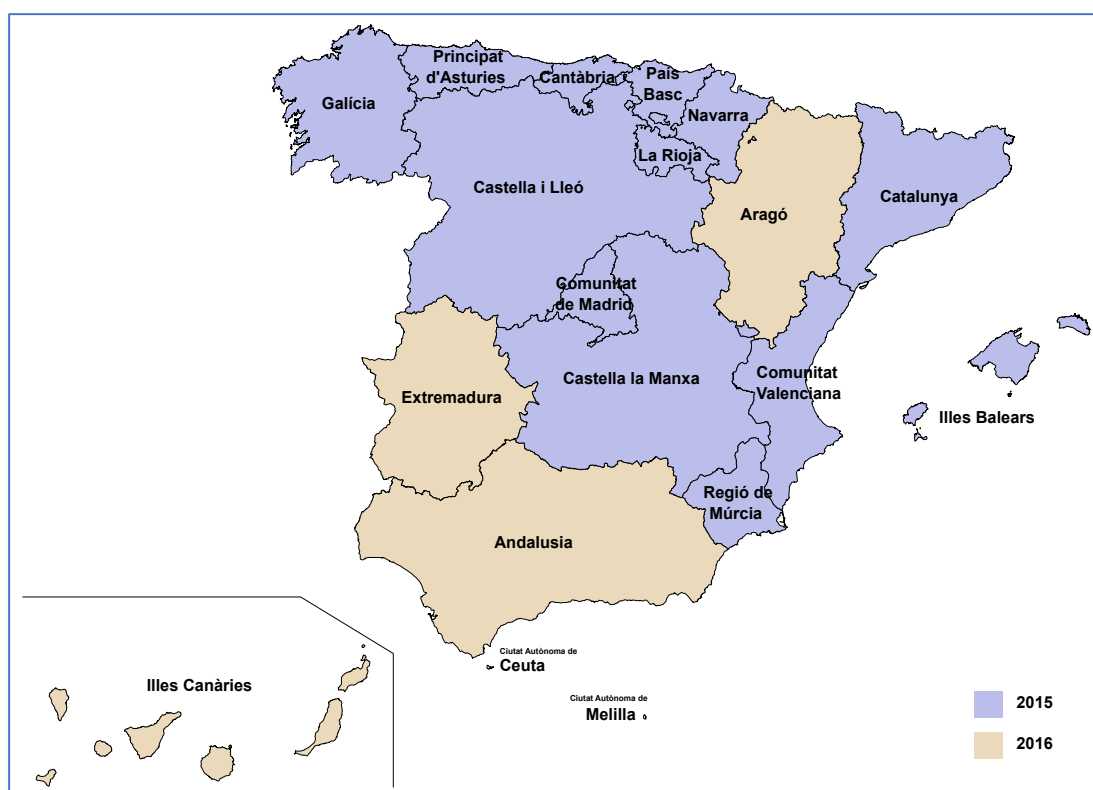 Principat
d'Asturies
Cantàbria
País
Basc
Galícia
Navarra
La Rioja
Castella i Lleó
Catalunya
Aragó
Comunitat
de Madrid
Castella la Manxa
Comunitat
Valenciana
Extremadura
Illes Balears
Regió de
Múrcia
Andalusia
Ciutat Autònoma de
Ceuta
Illes Canàries
Ciutat Autònoma de
Melilla
2015
2016